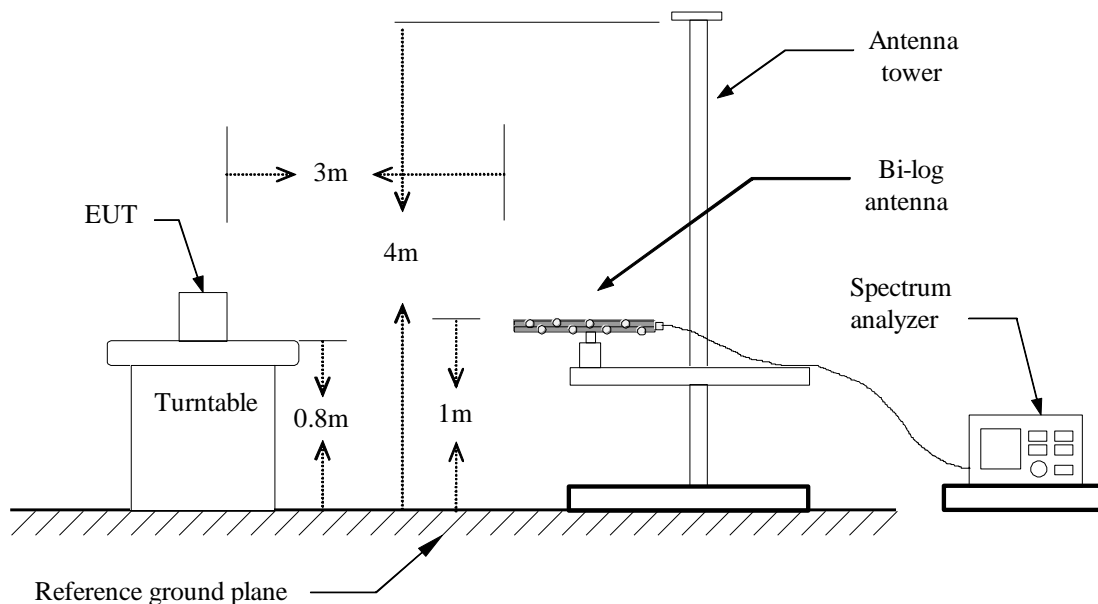 Antenna
tower
3m
Bi-log
antenna
EUT
4m
Spectrum
analyzer
Turntable
0.8m
1m
Reference ground plane